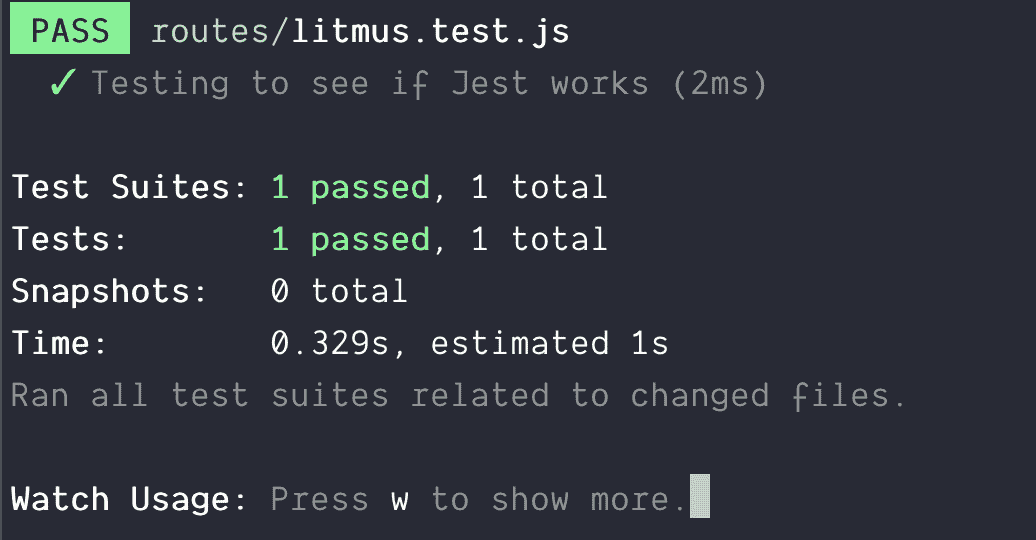 PASS routes/litmus.test.js
✓ Testing to see if Jest works (2ms)
Test Suites: 1 passed, 1 total
Tests: 1 passed, 1 total
Snapshots: 0 total
Time: 0.329s, estimated 1s
Ran all test suites related to changed files.
Watch Usage: Press w to show more.